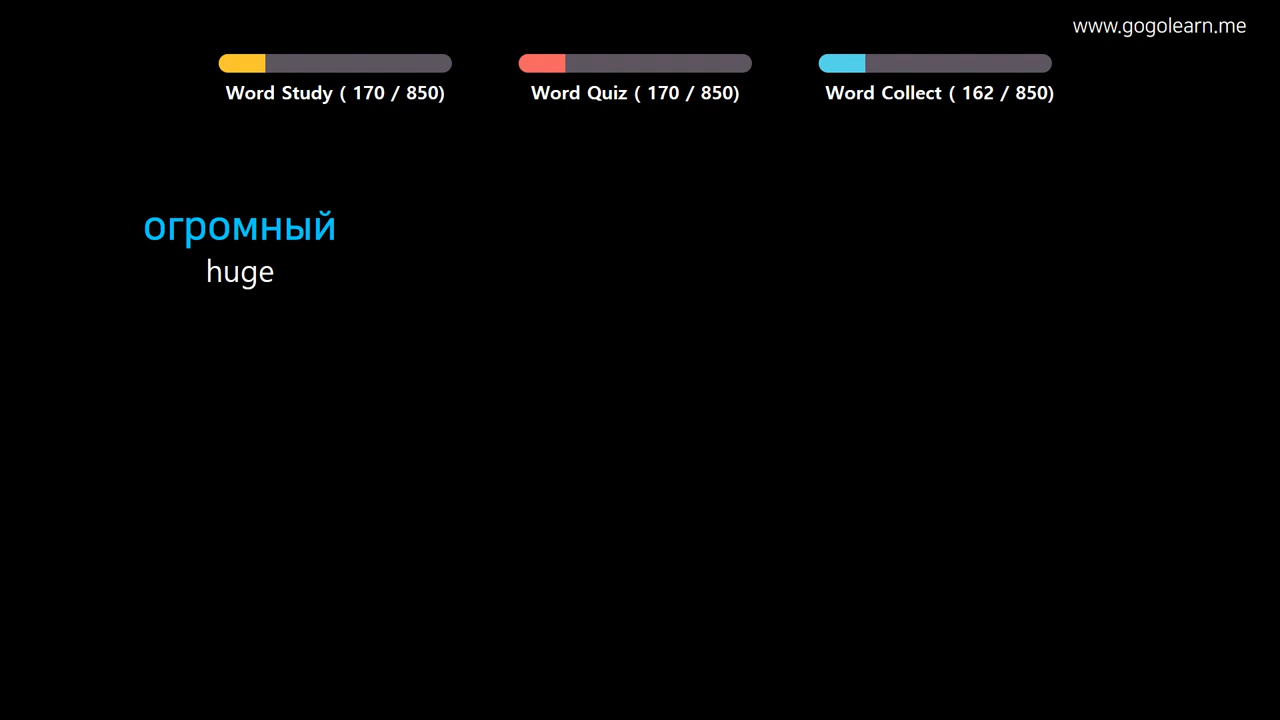 www.gogolearn.me
Word Study ( 170 / 850)
Word Quiz ( 170 / 850)
Word Collect ( 162 / 850)
огромный
huge